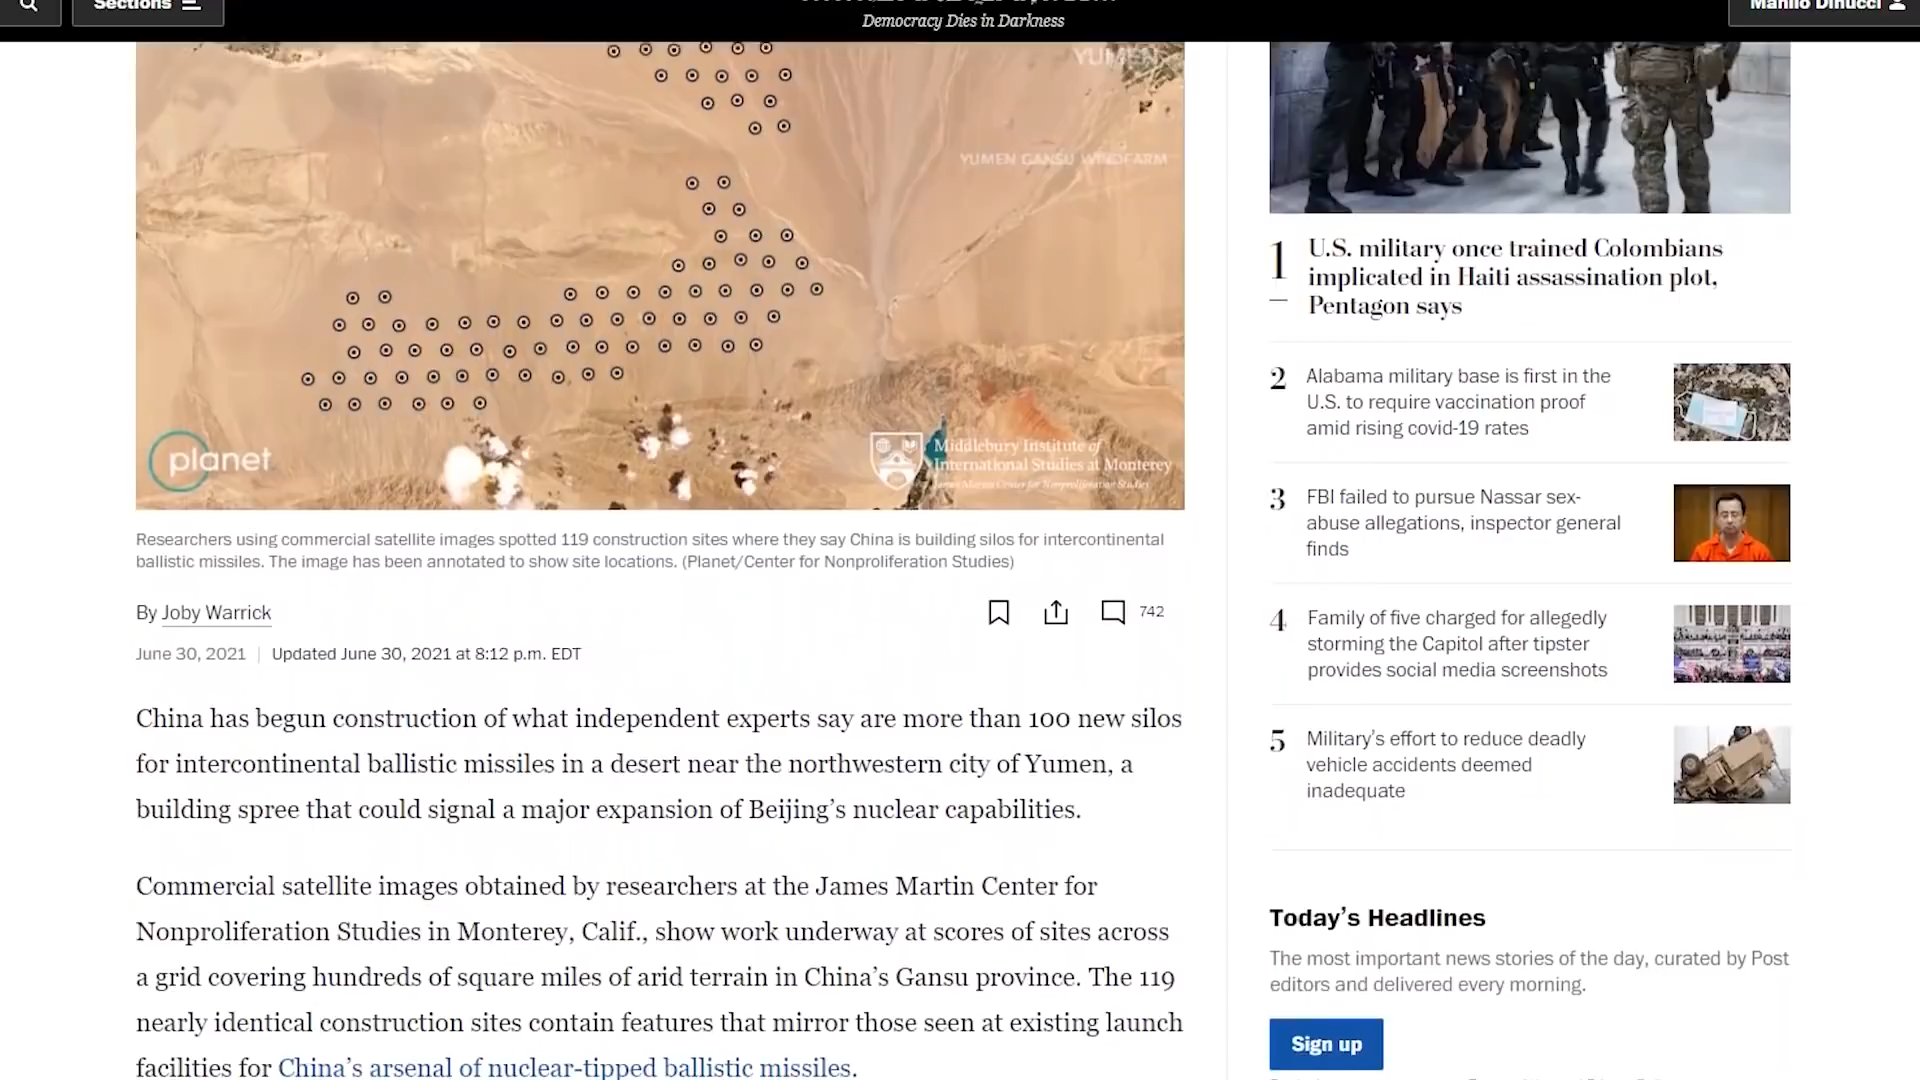 Sections
Democracy Dies in Darkness
Manlio Dinucci
YUMEN
YUMEN GANSU WINDFARM
planet
Middlebury Institute of
International Studies at Monterey
James Martin Center for Nonproliferation Studies
Researchers using commercial satellite images spotted 119 construction sites where they say China is building silos for intercontinental
ballistic missiles. The image has been annotated to show site locations. (Planet/Center for Nonproliferation Studies)
By Joby Warrick
742
June 30, 2021 | Updated June 30, 2021 at 8:12 p.m. EDT
China has begun construction of what independent experts say are more than 100 new silos
for intercontinental ballistic missiles in a desert near the northwestern city of Yumen, a
building spree that could signal a major expansion of Beijing’s nuclear capabilities.
Commercial satellite images obtained by researchers at the James Martin Center for
Nonproliferation Studies in Monterey, Calif., show work underway at scores of sites across
a grid covering hundreds of square miles of arid terrain in China’s Gansu province. The 119
nearly identical construction sites contain features that mirror those seen at existing launch
facilities for China’s arsenal of nuclear-tipped ballistic missiles.
1
U.S. military once trained Colombians
implicated in Haiti assassination plot,
Pentagon says
2
Alabama military base is first in the
U.S. to require vaccination proof
amid rising covid-19 rates
3
FBI failed to pursue Nassar sex-
abuse allegations, inspector general
finds
4
Family of five charged for allegedly
storming the Capitol after tipster
provides social media screenshots
5
Military’s effort to reduce deadly
vehicle accidents deemed
inadequate
Today’s Headlines
The most important news stories of the day, curated by Post
editors and delivered every morning.
Sign up